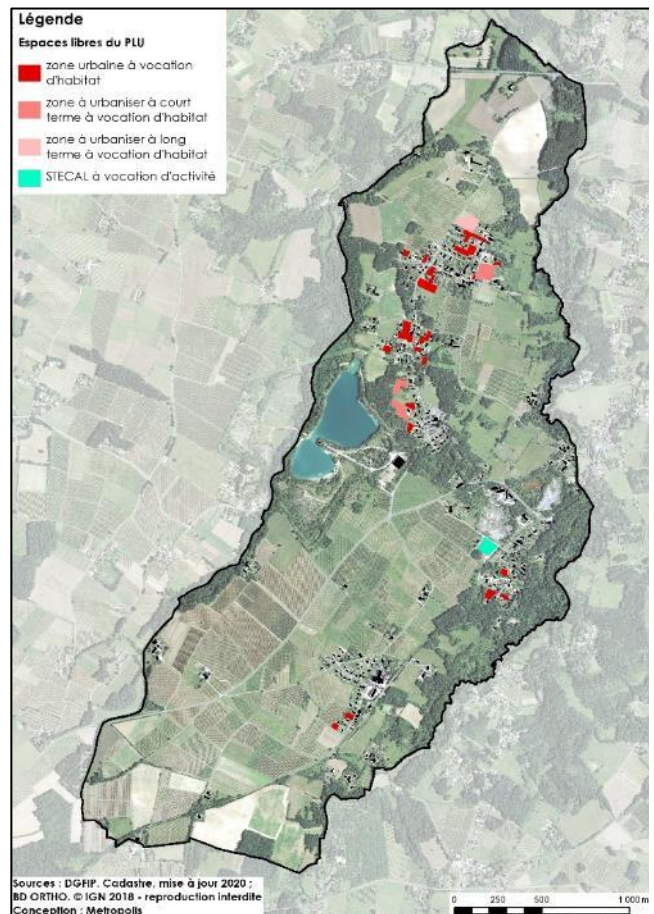 Légende
Espaces libres du PLU
zone urbaine à vocation
d'habitat
zone à urbaniser à court
terme à vocation d'habitat
zone à urbaniser à long
terme à vocation d'habitat
STECAL à vocation d'activité
Sources : DGFIP, Cadastre, mise à jour 2020 ;
BD ORTHO, © IGN 2018 - reproduction interdite
Conception : Metropolis
0 250 500 1 000 m